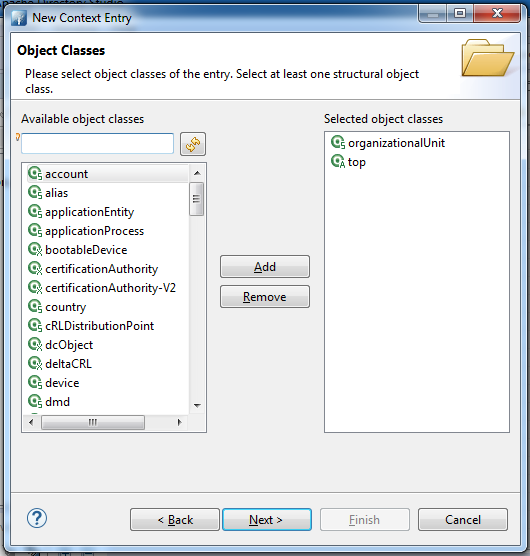 New Context Entry
Object Classes
Please select object classes of the entry. Select at least one structural object
class.
Available object classes
account
alias
applicationEntity
applicationProcess
bootableDevice
certificationAuthority
certificationAuthority-V2
country
cRLDistributionPoint
dcObject
deltaCRL
device
dmd
Add
Remove
Selected object classes
organizationalUnit
top
?
< Back
Next >
Finish
Cancel